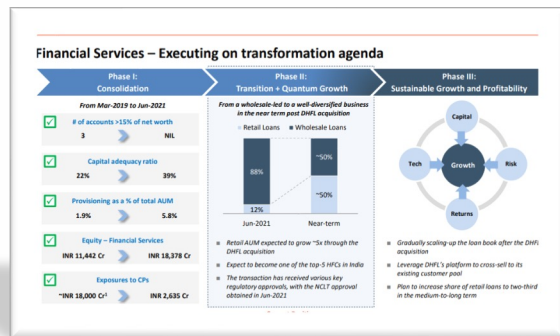 Financial Services – Executing on transformation agenda
Phase I:
Consolidation
Phase II:
Transition + Quantum Growth
Phase III:
Sustainable Growth and Profitability
From Mar-2019 to Jun-2021
# of accounts >15% of net worth
3
NIL
Capital adequacy ratio
22%
39%
Provisioning as a % of total AUM
1.9%
5.8%
Equity – Financial Services
INR 11,442 Cr
INR 18,378 Cr
Exposures to CPs
~INR 18,000 Cr¹
INR 2,635 Cr
From a wholesale-led to a well-diversified business
in the near term post DHFL acquisition
Retail Loans
Wholesale Loans
88%
12%
~50%
~50%
Jun-2021
Near-term
Retail AUM expected to grow ~5x through the
DHFL acquisition
Expect to become one of the top-5 HFCs in India
The transaction has received various key
regulatory approvals, with the NCLT approval
obtained in Jun-2021
Capital
Tech
Growth
Risk
Returns
Gradually scaling-up the loan book after the DHFL
acquisition
Leverage DHFL's platform to cross-sell to its
existing customer pool
Plan to increase share of retail loans to two-third
in the medium-to-long term